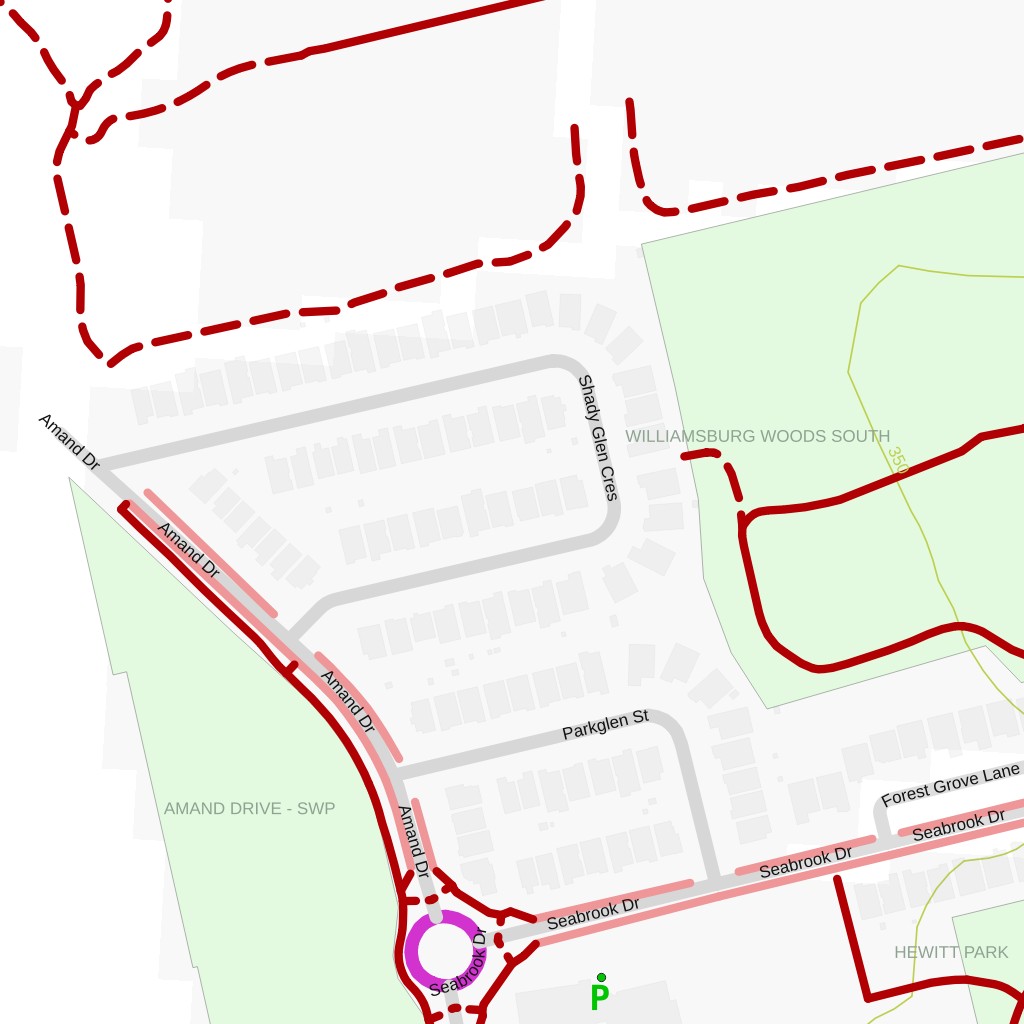 Amand Dr
Shady Glen Cres
WILLIAMSBURG WOODS SOUTH
350
Amand Dr
Amand Dr
Parkglen St
Forest Grove Lane
AMAND DRIVE - SWP
Amand Dr
Seabrook Dr
Seabrook Dr
Seabrook Dr
Seabrook Dr
HEWITT PARK
P